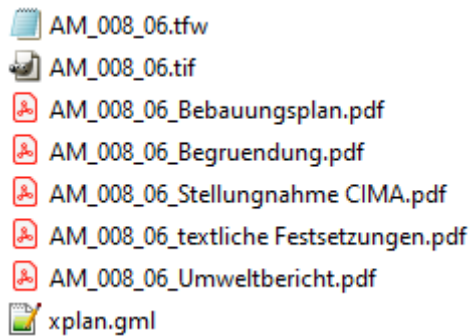 AM_008_06.tfw
AM_008_06.tif
AM_008_06_Bebauungsplan.pdf
AM_008_06_Begruendung.pdf
AM_008_06_Stellungnahme CIMA.pdf
AM_008_06_textliche Festsetzungen.pdf
AM_008_06_Umweltbericht.pdf
xplan.gml